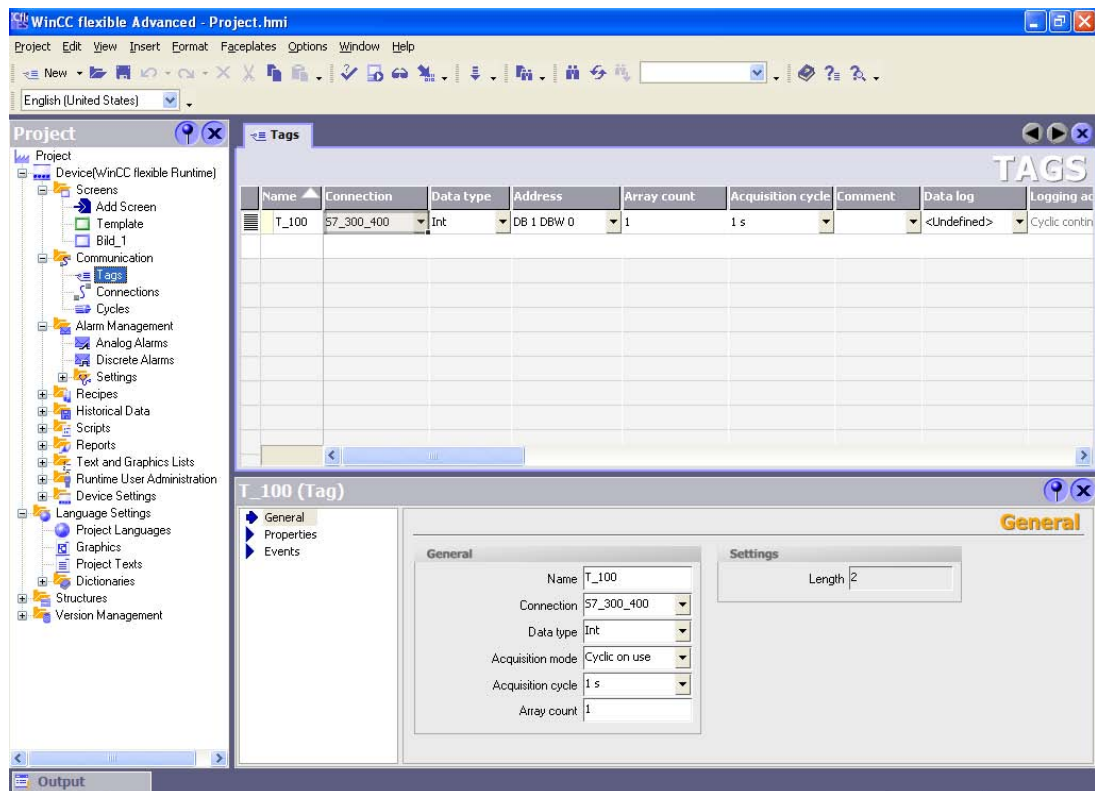 WinCC flexible Advanced - Project.hmi
Project Edit View Insert Format Faceplates Options Window Help
New
English (United States)
Project
Project
Device(WinCC flexible Runtime)
Screens
Add Screen
Template
Bild_1
Communication
Tags
Connections
Cycles
Alarm Management
Analog Alarms
Discrete Alarms
Settings
Recipes
Historical Data
Scripts
Reports
Text and Graphics Lists
Runtime User Administration
Device Settings
Language Settings
Project Languages
Graphics
Project Texts
Dictionaries
Structures
Version Management
Tags
TAGS
Name Connection Data type Address Array count Acquisition cycle Comment Data log Logging ac
T_100 S7_300_400 Int DB 1 DBW 0 1 1 s <Undefined> Cyclic contin
T_100 (Tag)
General
Properties
Events
General
General
Name T_100
Connection S7_300_400
Data type Int
Acquisition mode Cyclic on use
Acquisition cycle 1 s
Array count 1
Settings
Length 2
Output